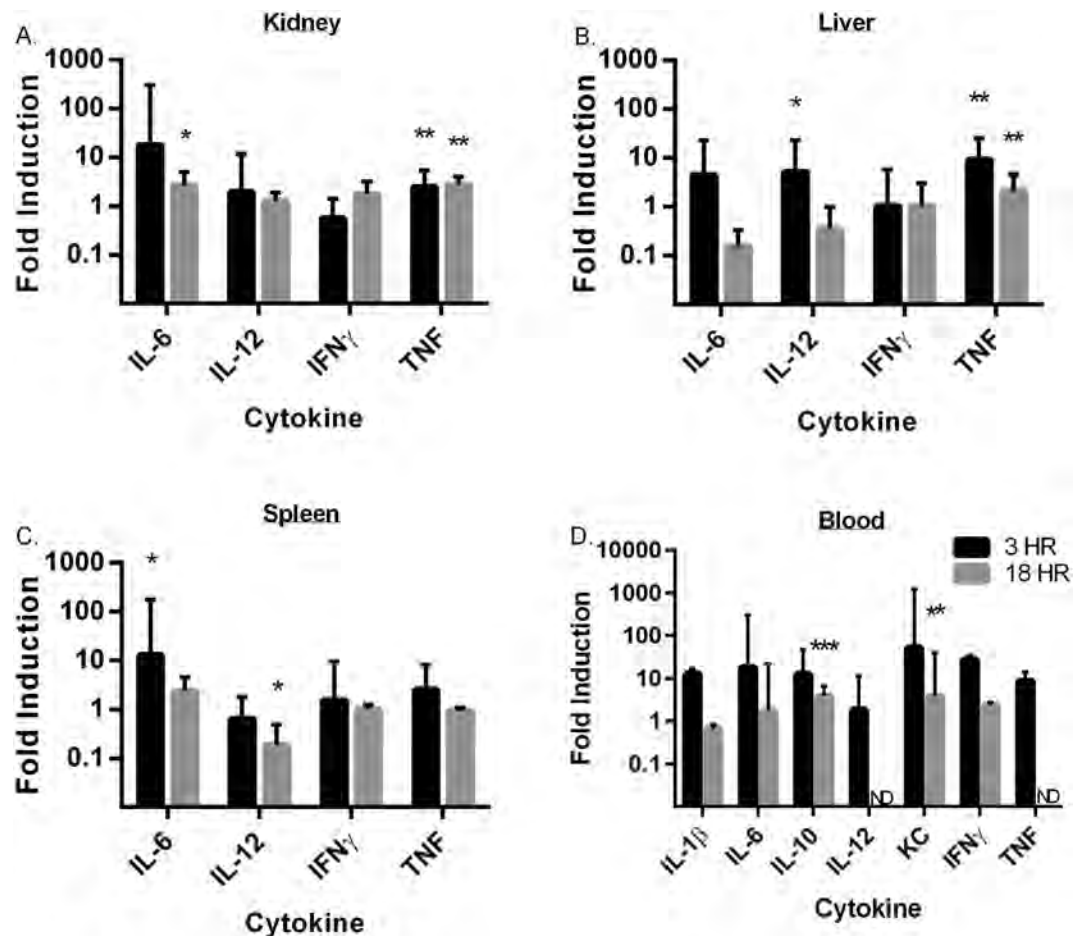 A.
Kidney
Fold Induction
1000
100
10
1
0.1
*
**
**
IL-6
IL-12
IFNγ
TNF
Cytokine
B.
Liver
Fold Induction
1000
100
10
1
0.1
*
**
**
IL-6
IL-12
IFNγ
TNF
Cytokine
C.
Spleen
Fold Induction
1000
100
10
1
0.1
*
*
IL-6
IL-12
IFNγ
TNF
Cytokine
D.
Blood
3 HR
18 HR
Fold Induction
10000
1000
100
10
1
0.1
***
**
ND
ND
IL-1β
IL-6
IL-10
IL-12
KC
IFNγ
TNF
Cytokine